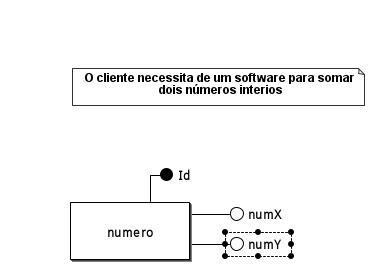 O cliente necessita de um software para somar
dois números interios
Id
numero
numX
numY